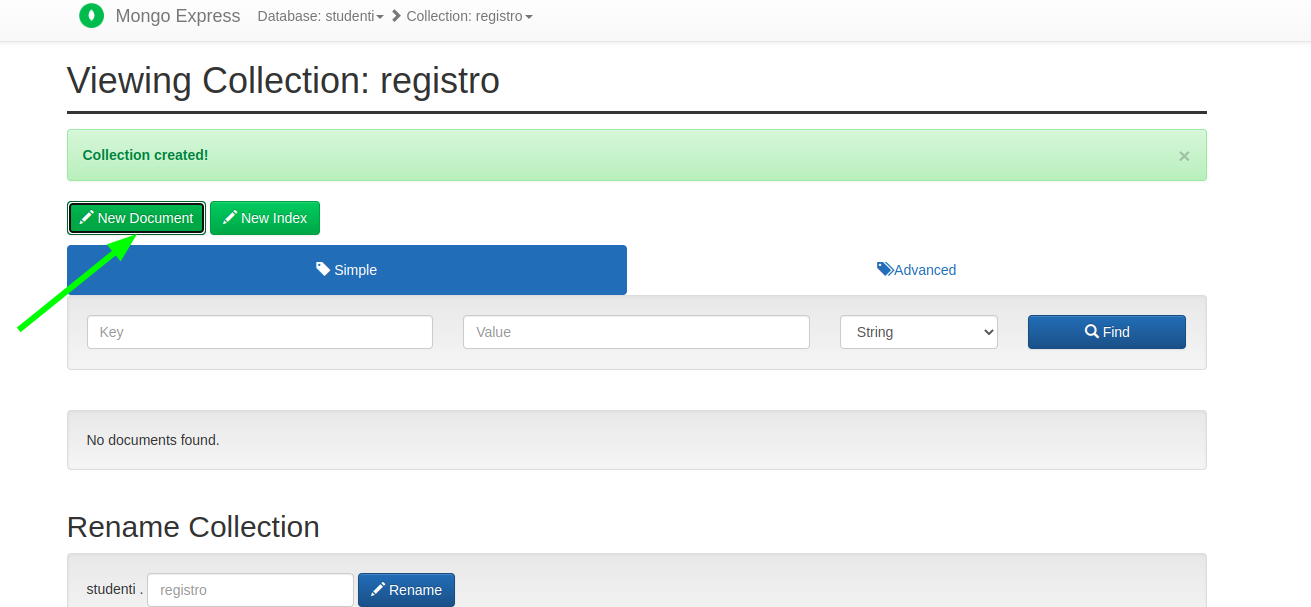 Mongo Express Database: studenti Collection: registro
Viewing Collection: registro
Collection created! ×
New Document New Index
Simple Advanced
Key Value String Find
No documents found.
Rename Collection
studenti . registro Rename